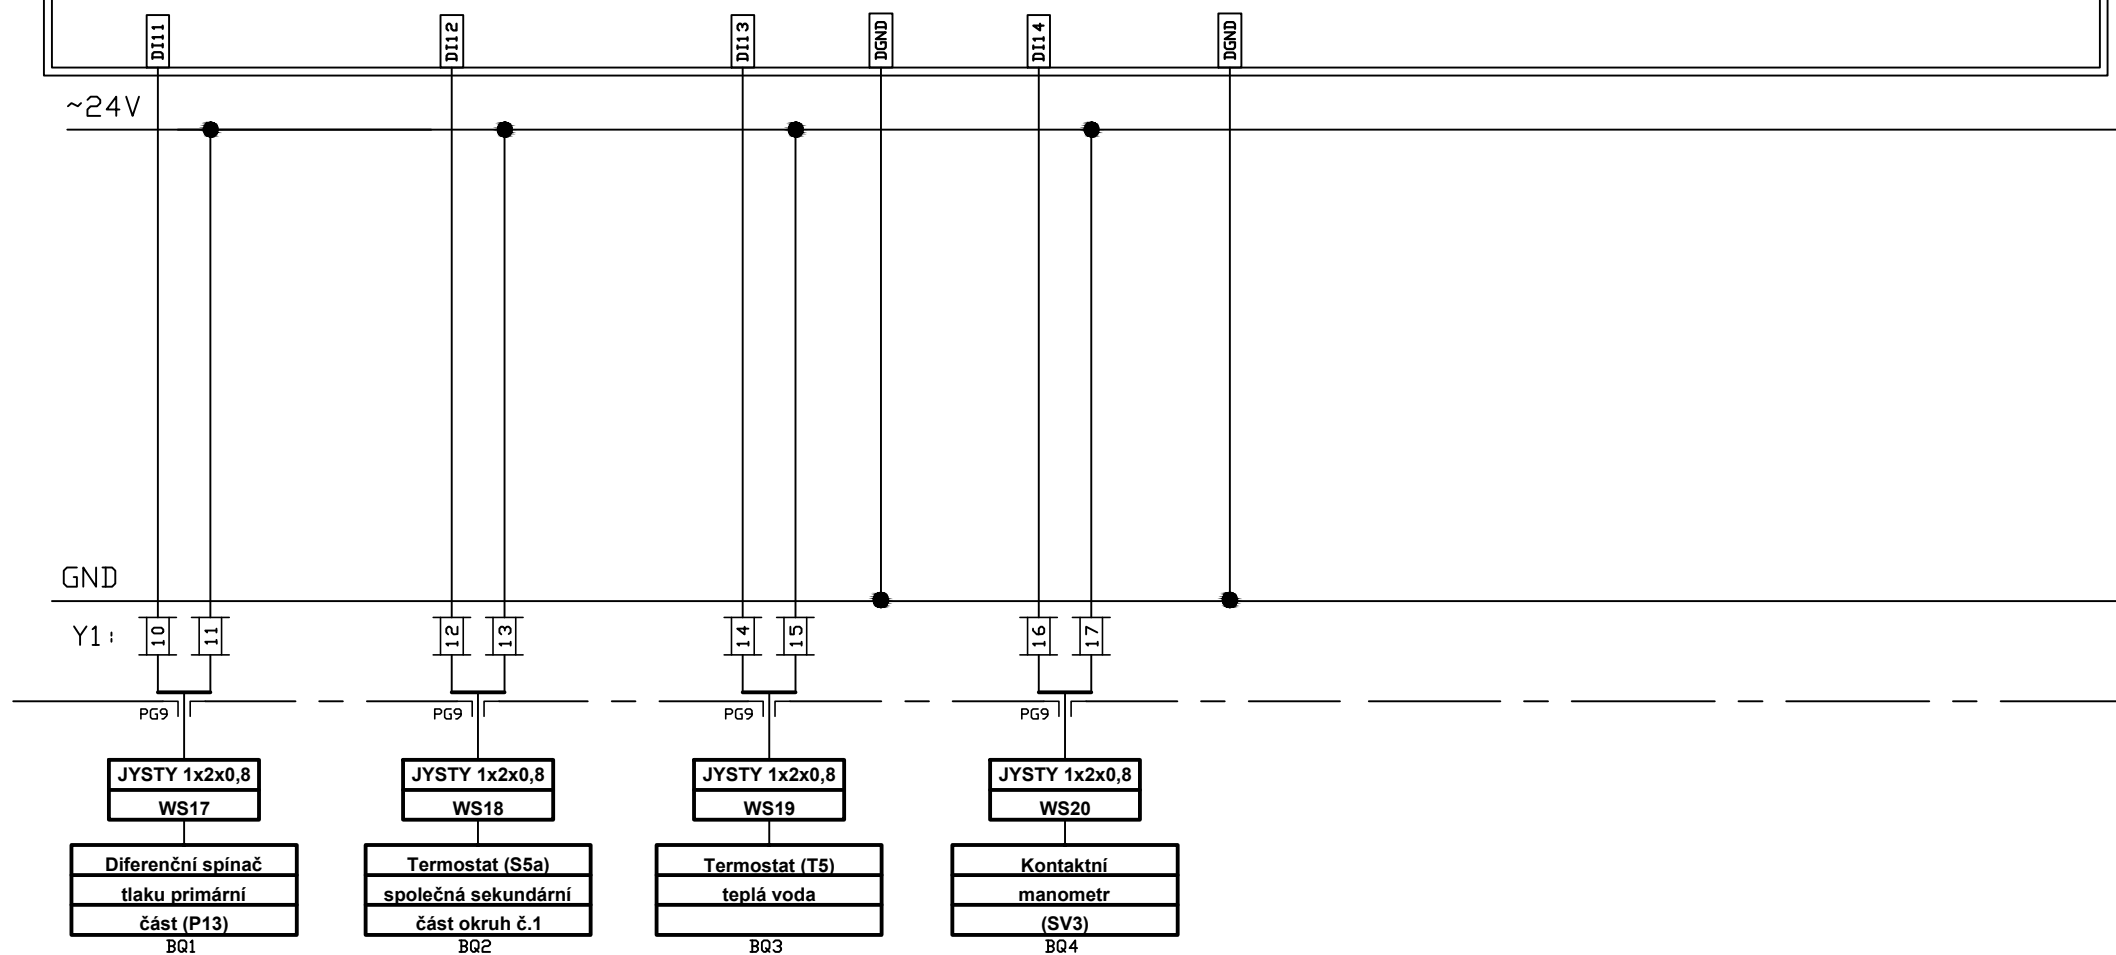 DI11 DI12 DI13 DGND DI14 DGND
~24V
GND
Y1: 10 11 12 13 14 15 16 17
PG9 PG9 PG9 PG9
JYSTY 1x2x0,8 JYSTY 1x2x0,8 JYSTY 1x2x0,8 JYSTY 1x2x0,8
WS17 WS18 WS19 WS20
Diferenční spínač Termostat (S5a) Termostat (T5) Kontaktní
tlaku primární společná sekundární teplá voda manometr
část (P13) část okruh č.1 (SV3)
BQ1 BQ2 BQ3 BQ4